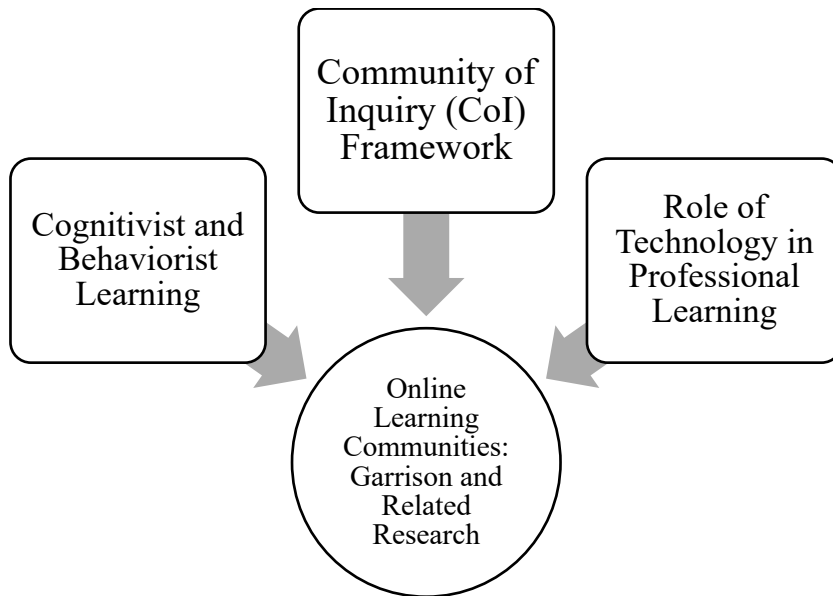 Community of
Inquiry (CoI)
Framework
Cognitivist and
Behaviorist
Learning
Role of
Technology in
Professional
Learning
Online
Learning
Communities:
Garrison and
Related
Research